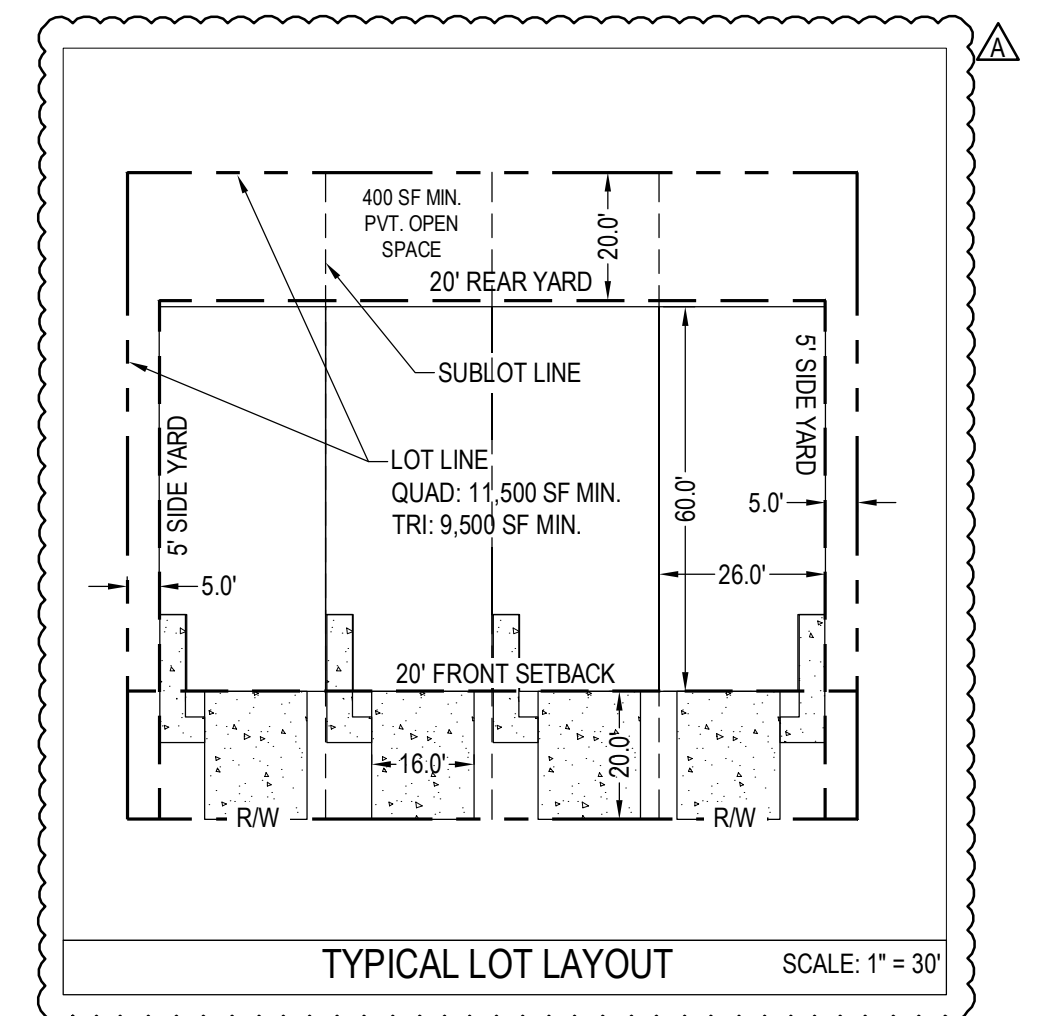 A
400 SF MIN.
PVT. OPEN
SPACE
20.0'
20' REAR YARD
SUBLOT LINE
5' SIDE YARD
5' SIDE YARD
LOT LINE
QUAD: 11,500 SF MIN.
TRI: 9,500 SF MIN.
60.0'
5.0'
26.0'
5.0'
20' FRONT SETBACK
16.0'
20.0'
R/W
R/W
TYPICAL LOT LAYOUT
SCALE: 1" = 30'